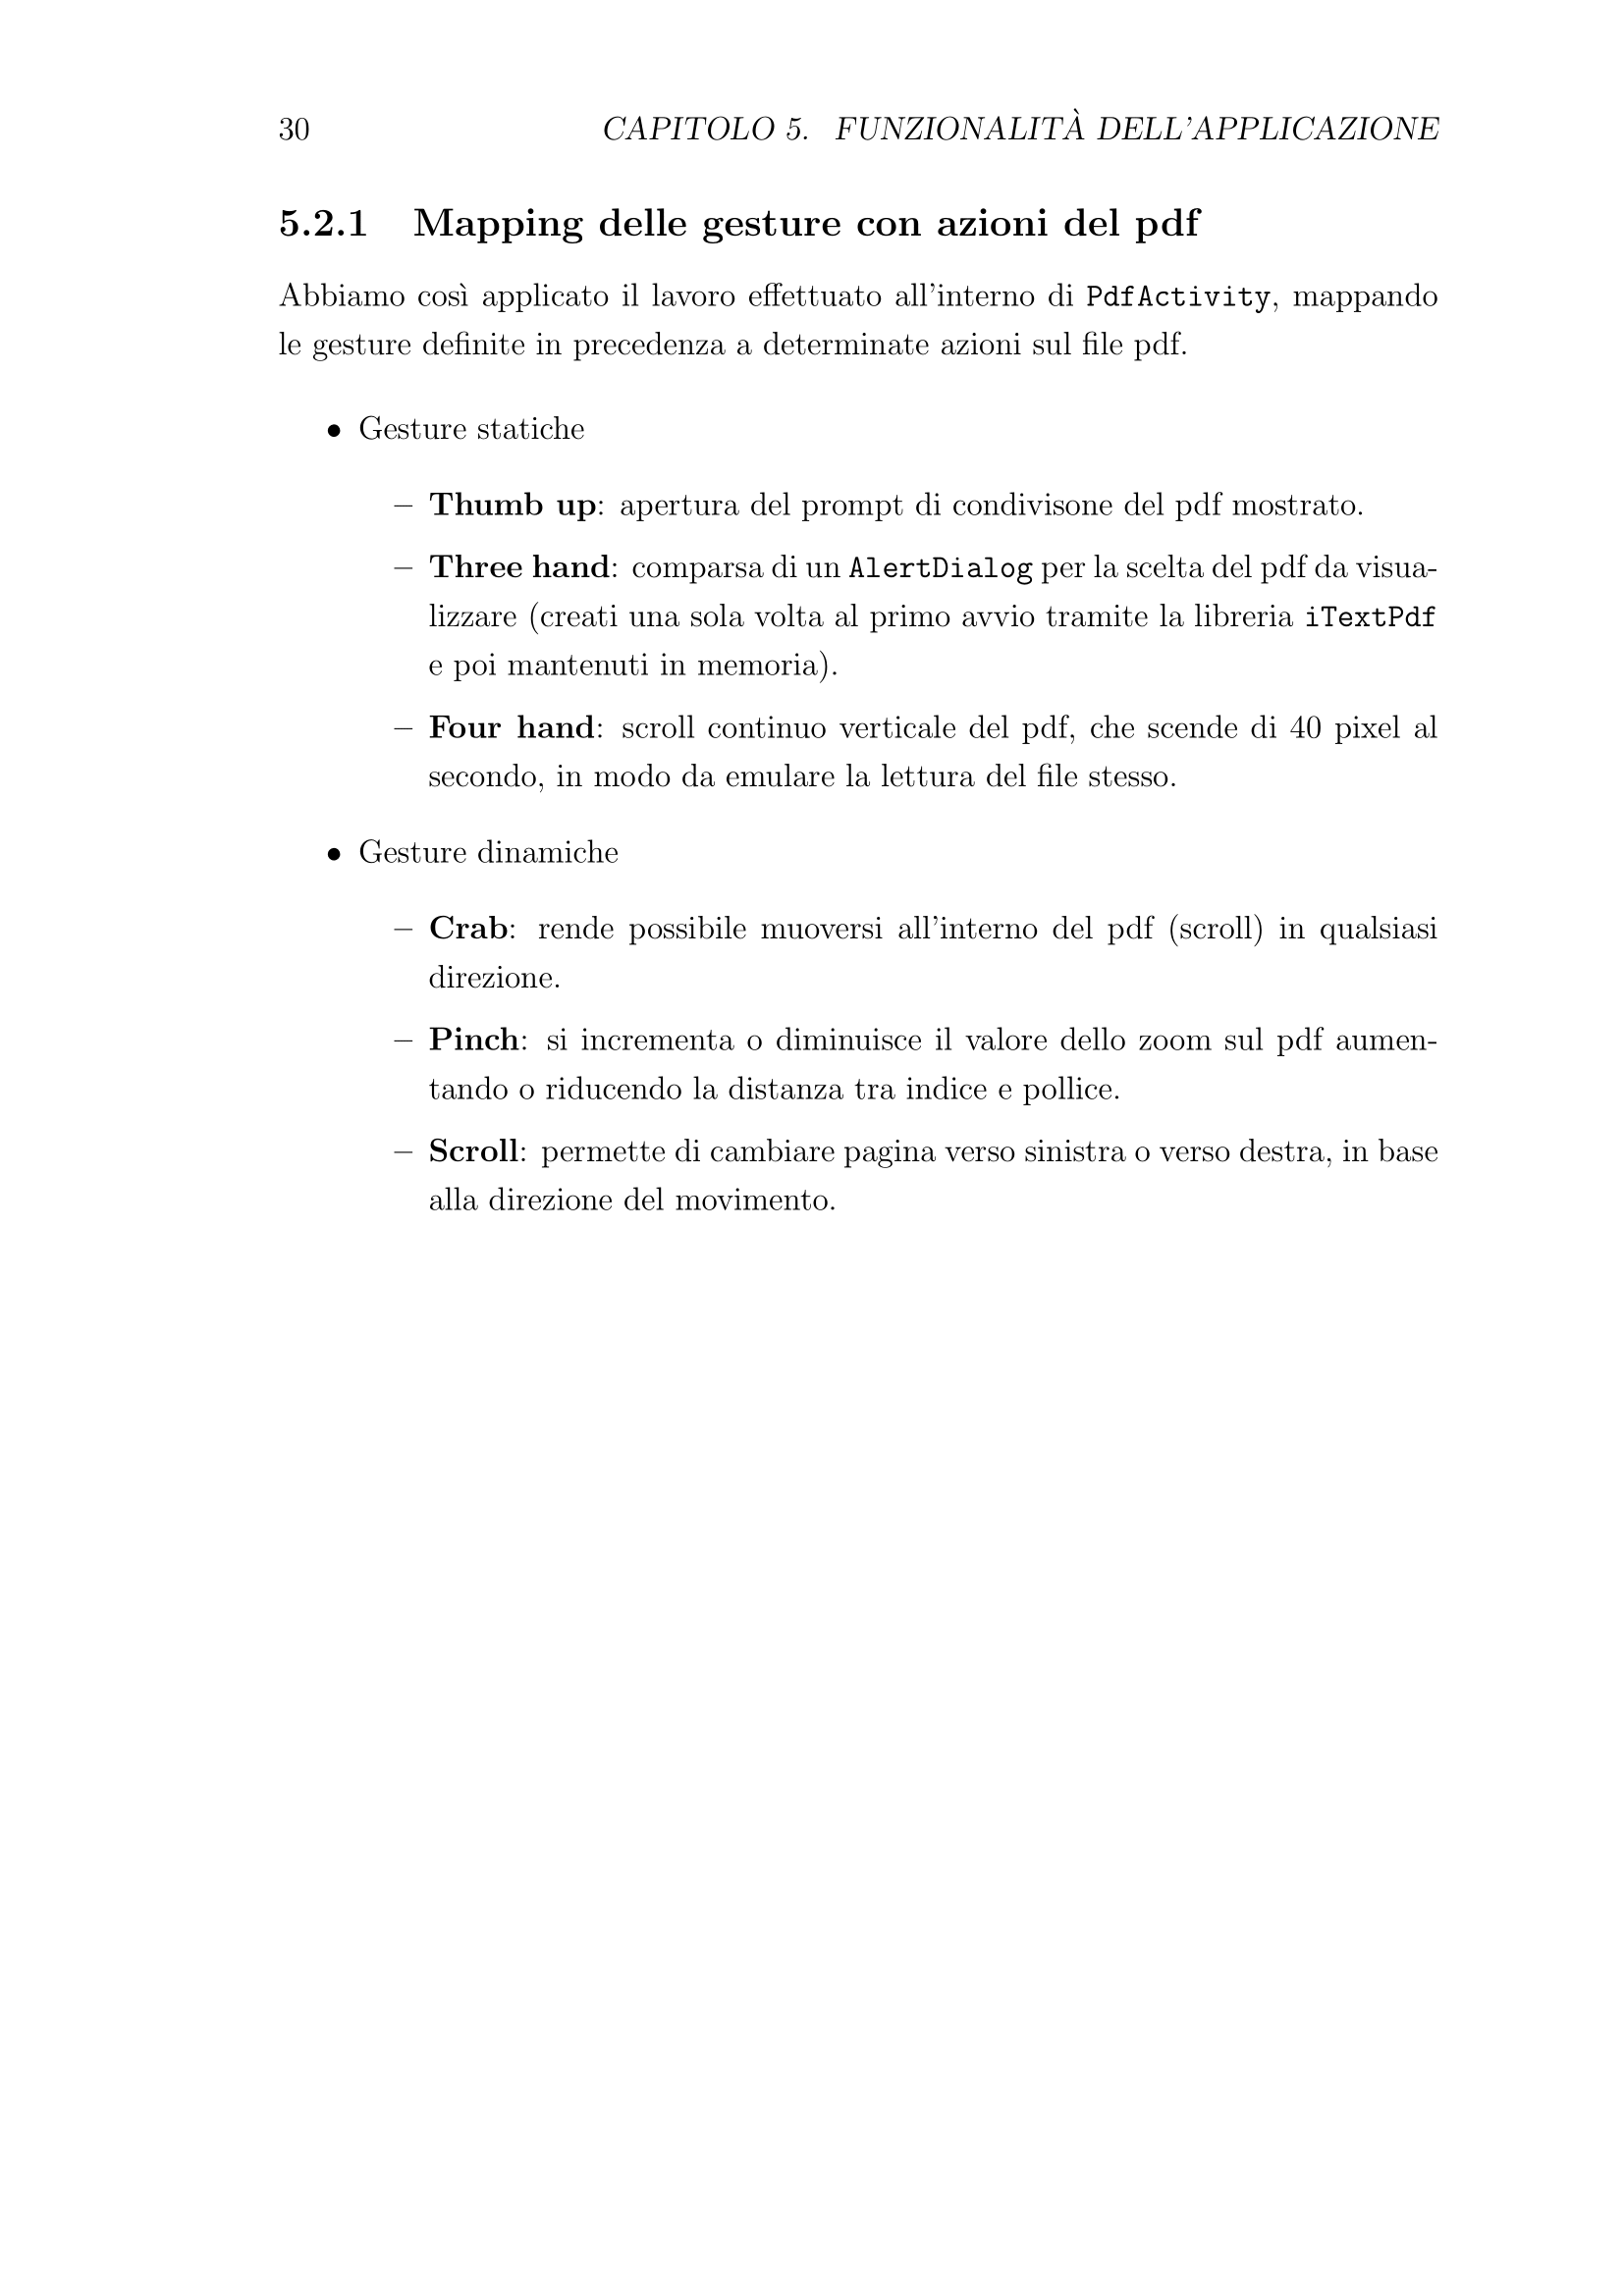 30 CAPITOLO 5. FUNZIONALITÀ DELL'APPLICAZIONE
5.2.1 Mapping delle gesture con azioni del pdf
Abbiamo così applicato il lavoro effettuato all'interno di PdfActivity, mappando
le gesture definite in precedenza a determinate azioni sul file pdf.
• Gesture statiche
– Thumb up: apertura del prompt di condivisone del pdf mostrato.
– Three hand: comparsa di un AlertDialog per la scelta del pdf da visua-
lizzare (creati una sola volta al primo avvio tramite la libreria iTextPdf
e poi mantenuti in memoria).
– Four hand: scroll continuo verticale del pdf, che scende di 40 pixel al
secondo, in modo da emulare la lettura del file stesso.
• Gesture dinamiche
– Crab: rende possibile muoversi all'interno del pdf (scroll) in qualsiasi
direzione.
– Pinch: si incrementa o diminuisce il valore dello zoom sul pdf aumen-
tando o riducendo la distanza tra indice e pollice.
– Scroll: permette di cambiare pagina verso sinistra o verso destra, in base
alla direzione del movimento.